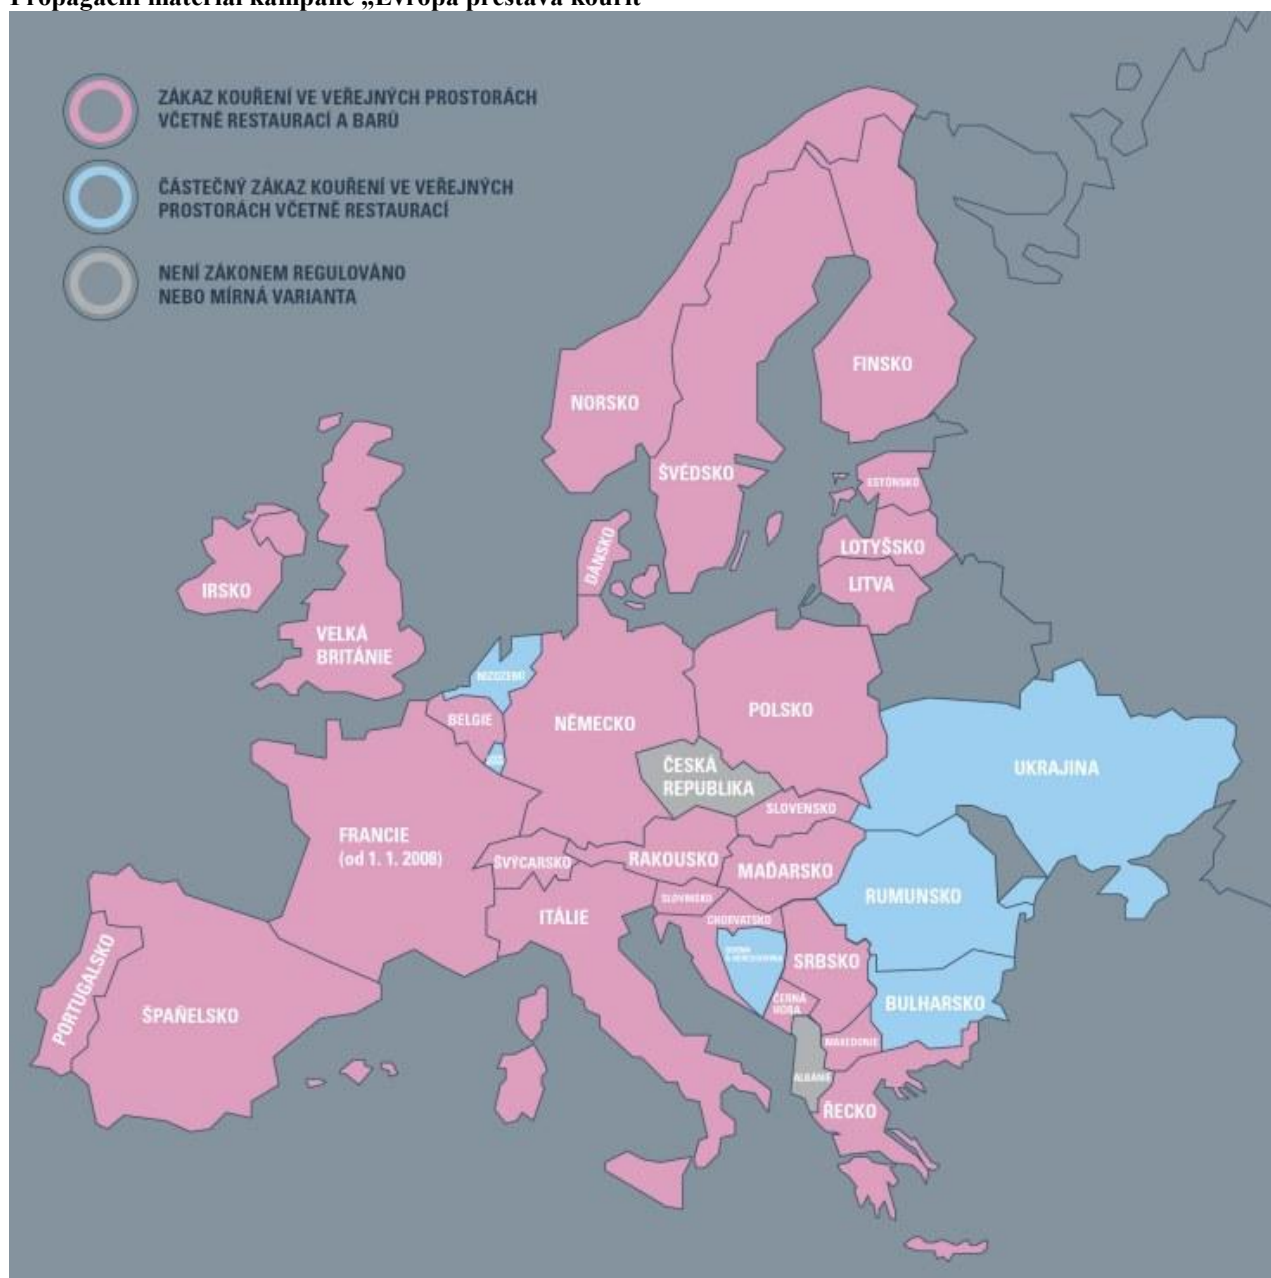 Propagační materiál kampaně „Evropa přestává kouřit“
ZÁKAZ KOUŘENÍ VE VEŘEJNÝCH PROSTORÁCH
VČETNĚ RESTAURACÍ A BARŮ
ČÁSTEČNÝ ZÁKAZ KOUŘENÍ VE VEŘEJNÝCH
PROSTORÁCH VČETNĚ RESTAURACÍ
NENÍ ZÁKONEM REGULOVÁNO
NEBO MÍRNÁ VARIANTA
FINSKO
NORSKO
ŠVÉDSKO
ESTONSKO
DÁNSKO
LOTYŠSKO
LITVA
IRSKO
VELKÁ
BRITÁNIE
NIZOZEMÍ
BELGIE
NĚMECKO
POLSKO
ČESKÁ
REPUBLIKA
UKRAJINA
SLOVENSKO
FRANCIE
(od 1. 1. 2008)
ŠVÝCARSKO
RAKOUSKO
MAĎARSKO
RUMUNSKO
SLOVINSKO
ITÁLIE
CHORVATSKO
BOSNA
A HERCEGOVINA
SRBSKO
PORTUGALSKO
ŠPAŇELSKO
ČERNÁ
HORA
BULHARSKO
MAKEDONIE
ALBÁNIE
ŘECKO